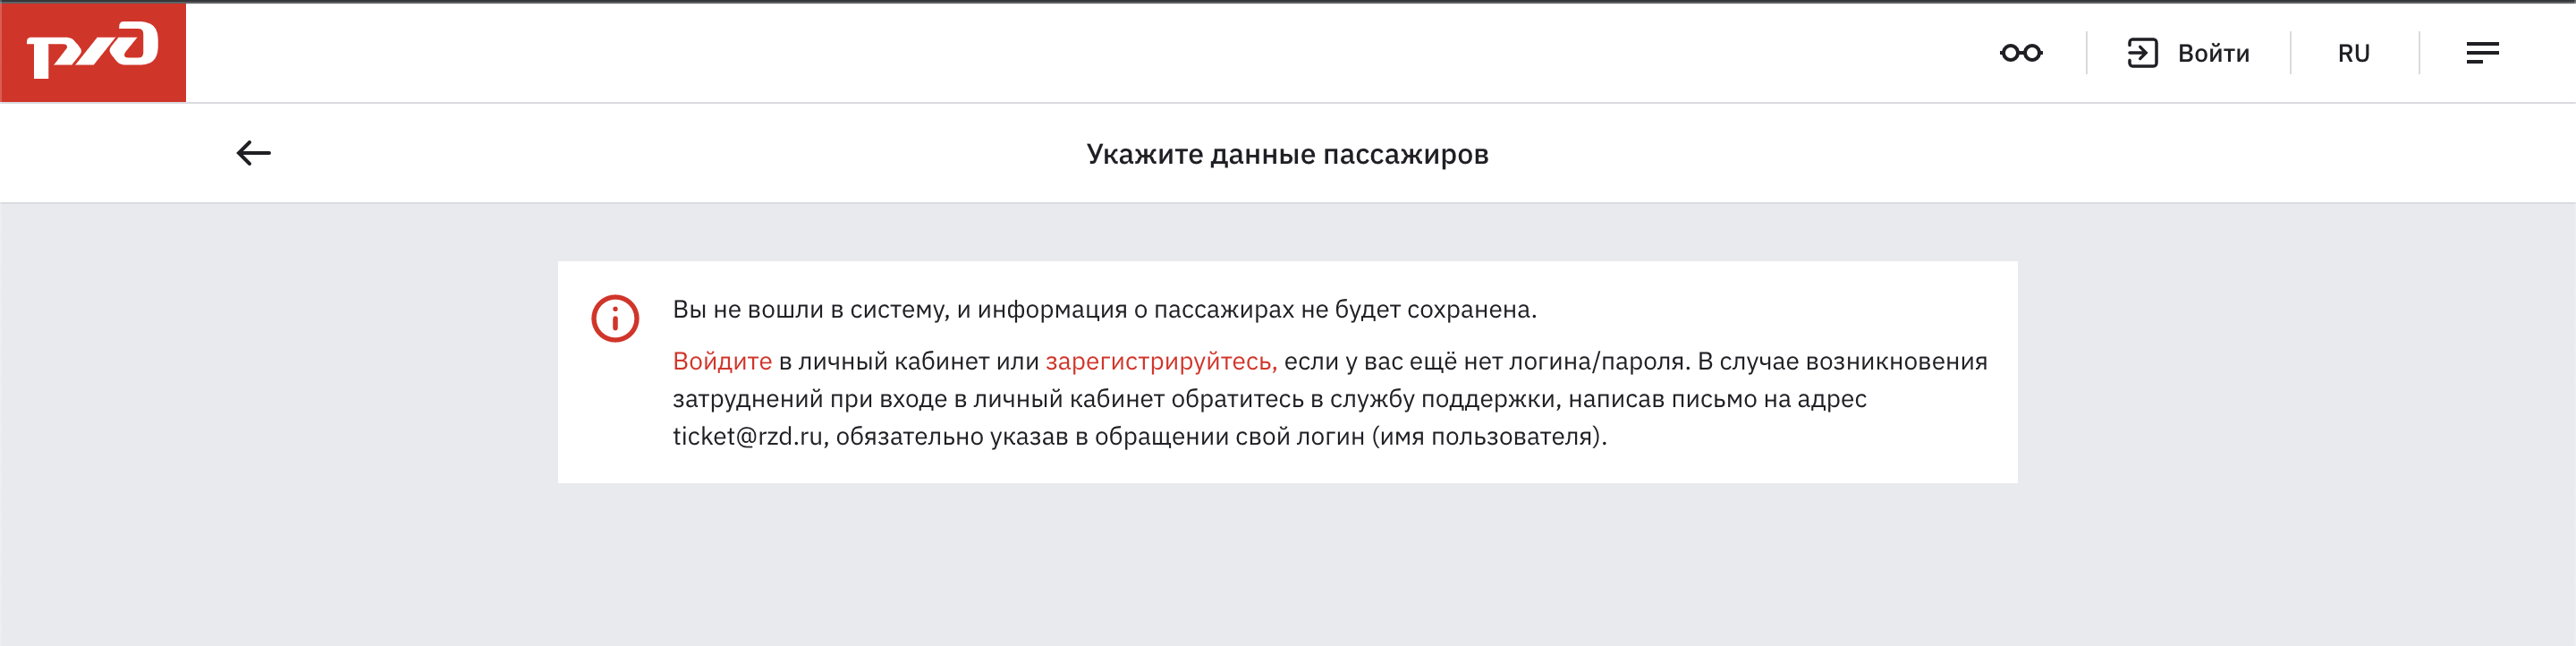 ржд
Войти
RU
Укажите данные пассажиров
Вы не вошли в систему, и информация о пассажирах не будет сохранена.
Войдите в личный кабинет или зарегистрируйтесь, если у вас ещё нет логина/пароля. В случае возникновения
затруднений при входе в личный кабинет обратитесь в службу поддержки, написав письмо на адрес
ticket@rzd.ru, обязательно указав в обращении свой логин (имя пользователя).